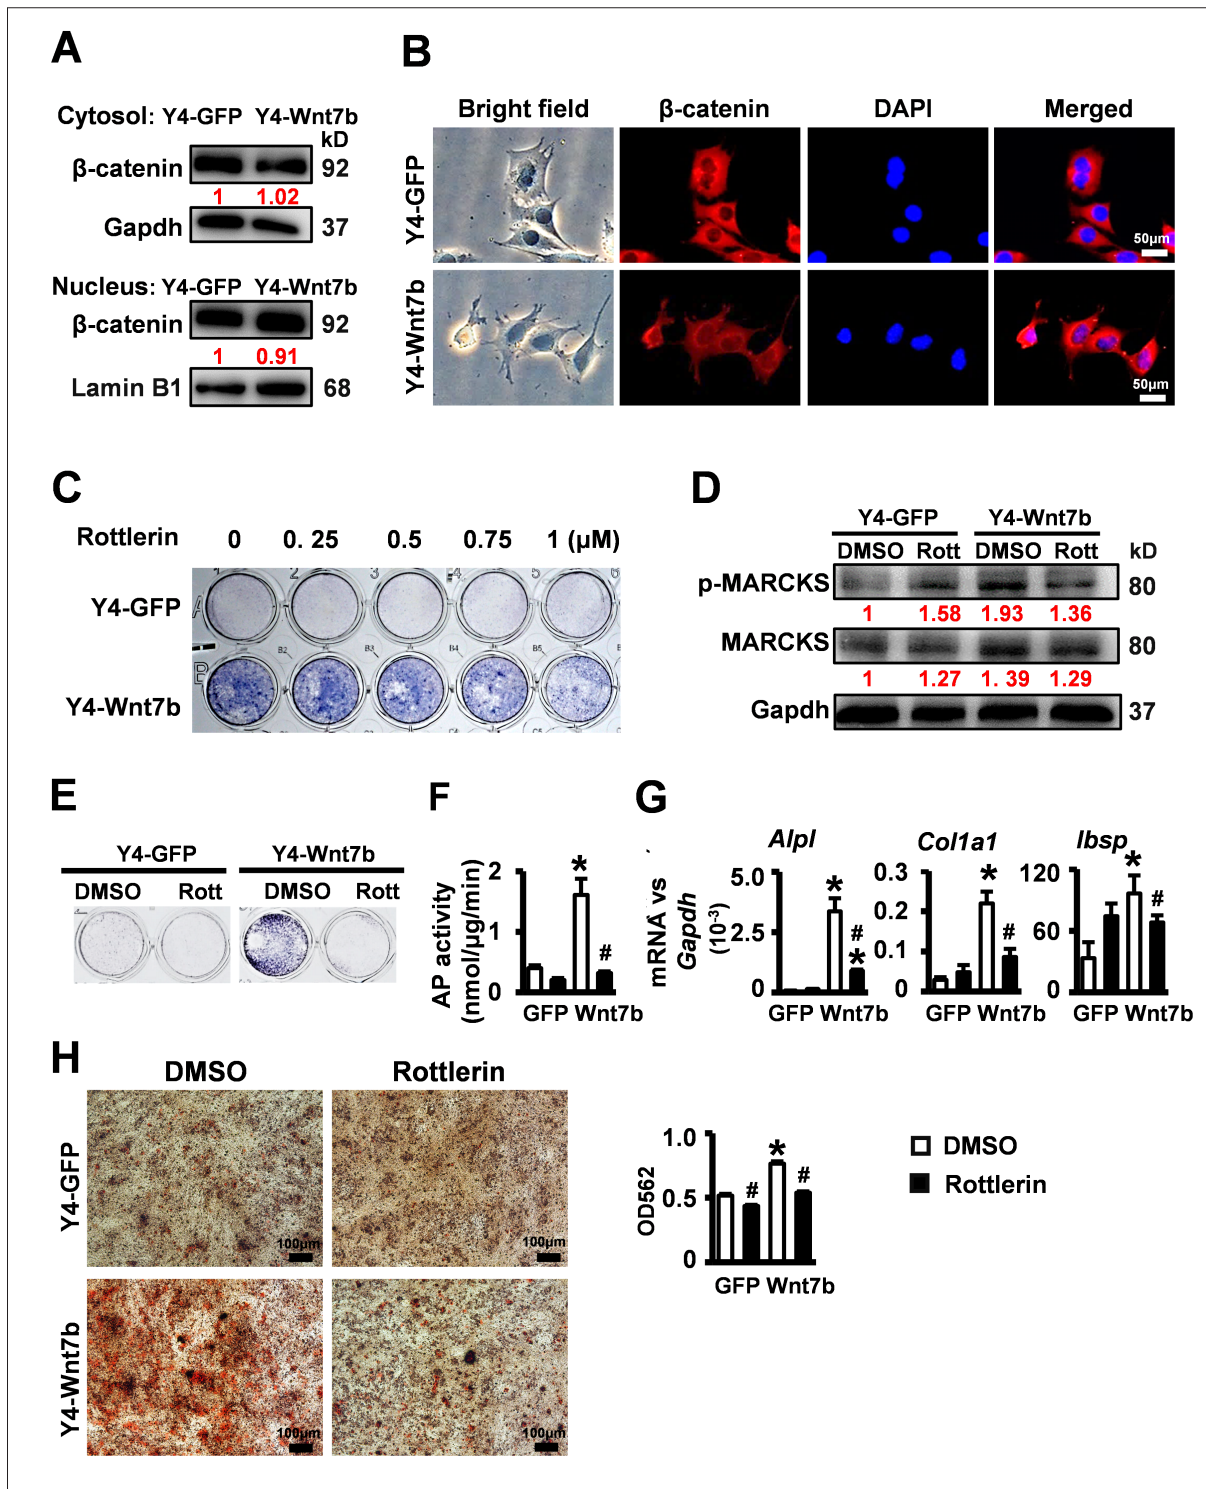 A
Cytosol: Y4-GFP Y4-Wnt7b
kD
β-catenin 92
1 1.02
Gapdh 37
Nucleus: Y4-GFP Y4-Wnt7b
β-catenin 92
1 0.91
Lamin B1 68
B
Bright field β-catenin DAPI Merged
Y4-GFP
50μm
Y4-Wnt7b
50μm
C
Rottlerin 0 0. 25 0.5 0.75 1 (μM)
Y4-GFP
Y4-Wnt7b
D
Y4-GFP Y4-Wnt7b
DMSO Rott DMSO Rott kD
p-MARCKS 80
1 1.58 1.93 1.36
MARCKS 80
1 1.27 1. 39 1.29
Gapdh 37
E
Y4-GFP Y4-Wnt7b
DMSO Rott DMSO Rott
F
AP activity
(nmol/μg/min)
2
1
0
*
#
GFP Wnt7b
G
mRNA vs
Gapdh
(10⁻³)
Alpl
5.0
2.5
0
*
#
*
GFP Wnt7b
Col1a1
0.3
0.2
0.1
0
*
#
GFP Wnt7b
Ibsp
120
60
0
*
#
GFP Wnt7b
H
DMSO Rottlerin
Y4-GFP
100μm 100μm
Y4-Wnt7b
100μm 100μm
OD562
1.0
0.5
0
#
*
#
GFP Wnt7b
DMSO
Rottlerin